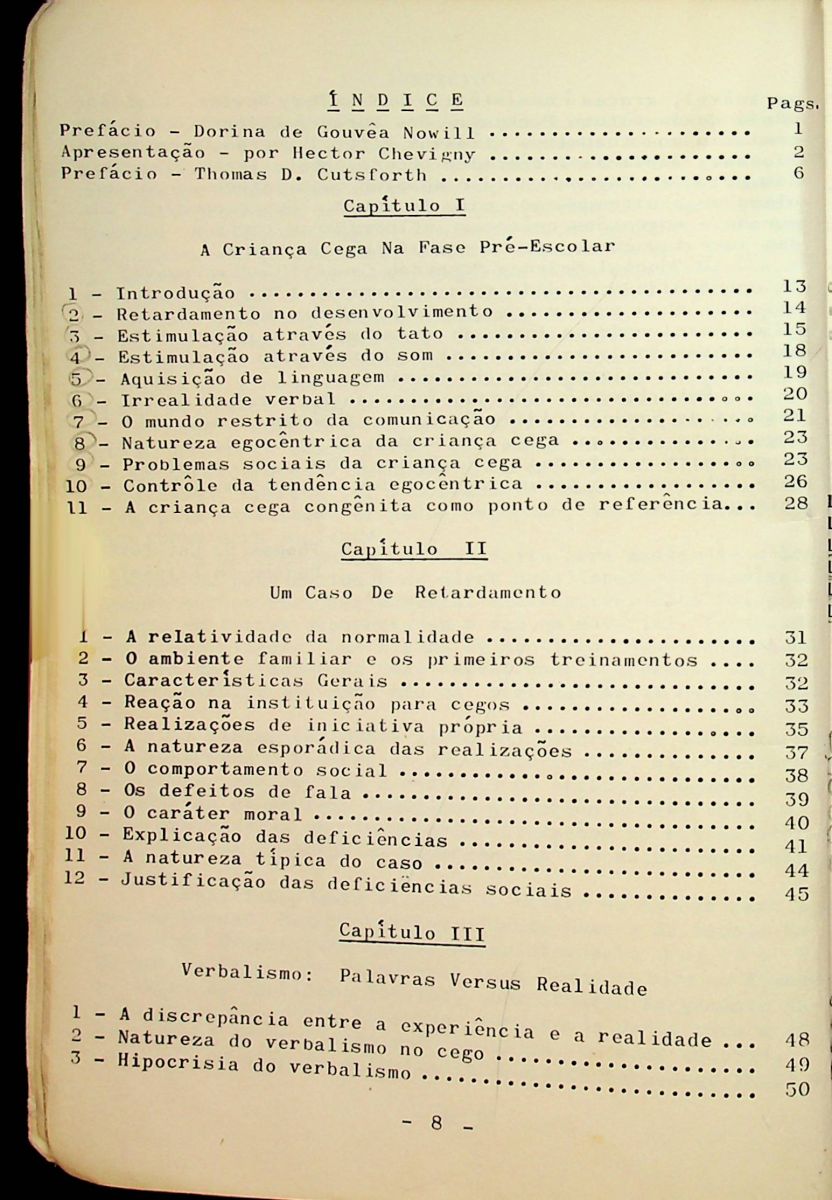 ÍNDICE
Pags.
Prefácio - Dorina de Gouvêa Nowill ........................ 1
Apresentação - por Hector Chevigny ........................ 2
Prefácio - Thomas D. Cutsforth ........................ 6
Capítulo I
A Criança Cega Na Fase Pré-Escolar
1 - Introdução ........................ 13
2 - Retardamento no desenvolvimento ........................ 14
3 - Estimulação através do tato ........................ 15
4 - Estimulação através do som ........................ 18
5 - Aquisição de linguagem ........................ 19
6 - Irrealidade verbal ........................ 20
7 - O mundo restrito da comunicação ........................ 21
8 - Natureza egocêntrica da criança cega ................ 23
9 - Problemas sociais da criança cega ................ 23
10 - Contrôle da tendência egocêntrica ................ 26
11 - A criança cega congênita como ponto de referência... 28
Capítulo II
Um Caso De Retardamento
1 - A relatividade da normalidade ........................ 31
2 - O ambiente familiar e os primeiros treinamentos .... 32
3 - Características Gerais ........................ 32
4 - Reação na instituição para cegos ................ 33
5 - Realizações de iniciativa própria ................ 35
6 - A natureza esporádica das realizações ............ 37
7 - O comportamento social ........................ 38
8 - Os defeitos de fala ........................ 39
9 - O caráter moral ........................ 40
10 - Explicação das deficiências ........................ 41
11 - A natureza típica do caso ........................ 44
12 - Justificação das deficiências sociais ............ 45
Capítulo III
Verbalismo: Palavras Versus Realidade
1 - A discrepância entre a experiência e a realidade ... 48
2 - Natureza do verbalismo no cego ................ 49
3 - Hipocrisia do verbalismo ........................ 50
- 8 -